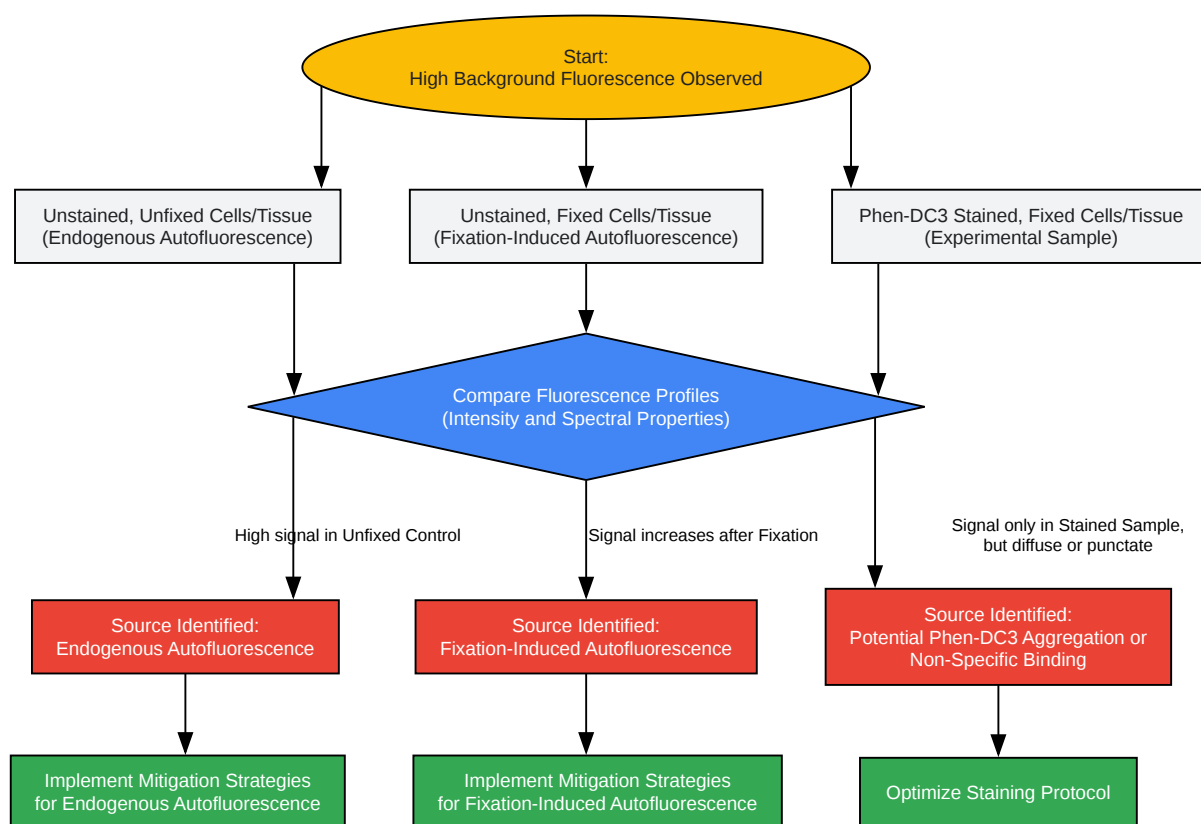 Start:
High Background Fluorescence Observed
Unstained, Unfixed Cells/Tissue
(Endogenous Autofluorescence)
Unstained, Fixed Cells/Tissue
(Fixation-Induced Autofluorescence)
Phen-DC3 Stained, Fixed Cells/Tissue
(Experimental Sample)
Compare Fluorescence Profiles
(Intensity and Spectral Properties)
High signal in Unfixed Control
Signal increases after Fixation
Signal only in Stained Sample,
but diffuse or punctate
Source Identified:
Endogenous Autofluorescence
Source Identified:
Fixation-Induced Autofluorescence
Source Identified:
Potential Phen-DC3 Aggregation or
Non-Specific Binding
Implement Mitigation Strategies
for Endogenous Autofluorescence
Implement Mitigation Strategies
for Fixation-Induced Autofluorescence
Optimize Staining Protocol